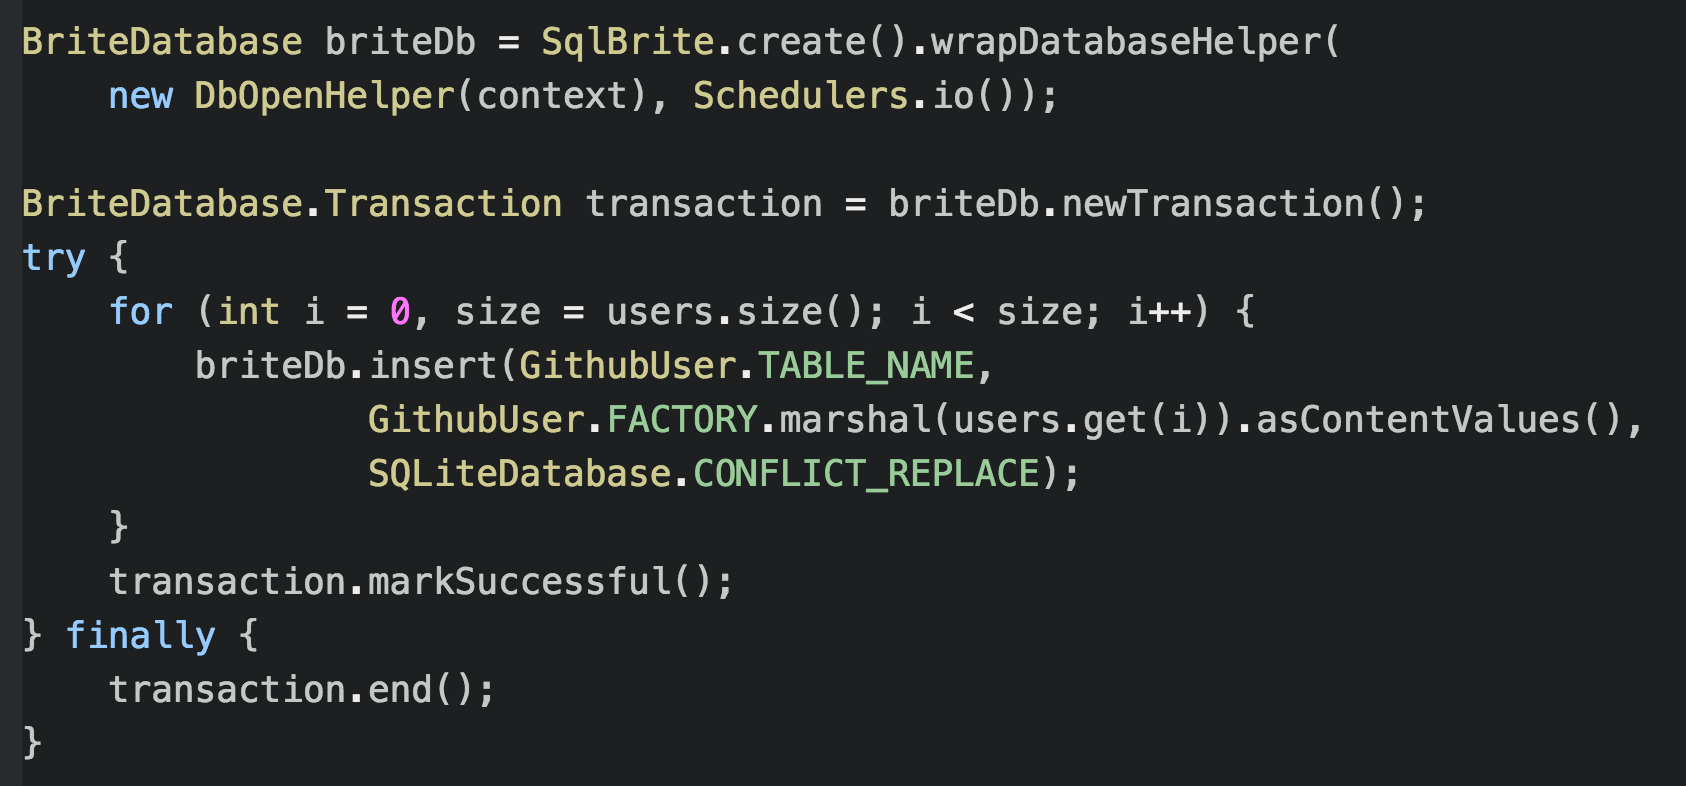 BriteDatabase briteDb = SqlBrite.create().wrapDatabaseHelper(
    new DbOpenHelper(context), Schedulers.io());

BriteDatabase.Transaction transaction = briteDb.newTransaction();
try {
    for (int i = 0, size = users.size(); i < size; i++) {
        briteDb.insert(GithubUser.TABLE_NAME,
                GithubUser.FACTORY.marshal(users.get(i)).asContentValues(),
                SQLiteDatabase.CONFLICT_REPLACE);
    }
    transaction.markSuccessful();
} finally {
    transaction.end();
}